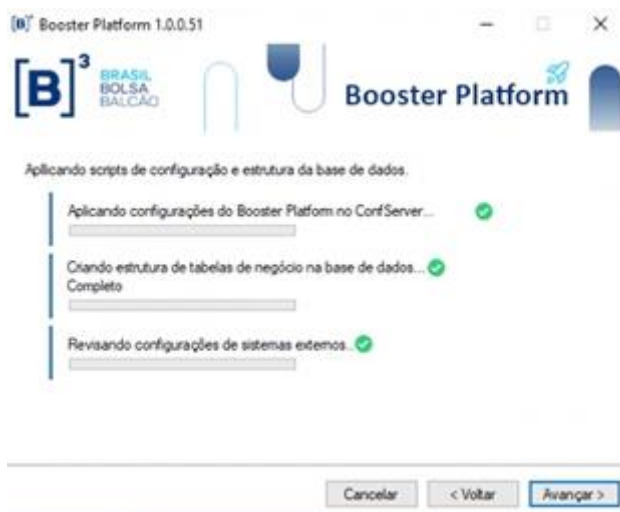 [B]³ Booster Platform 1.0.0.51
[B]³ BRASIL
BOLSA
BALCÃO
Booster Platform
Aplicando scripts de configuração e estrutura da base de dados.
Aplicando configurações do Booster Platform no ConfServer...
Criando estrutura de tabelas de negócio na base de dados...
Completo
Revisando configurações de sistemas externos...
Cancelar
< Voltar
Avançar >